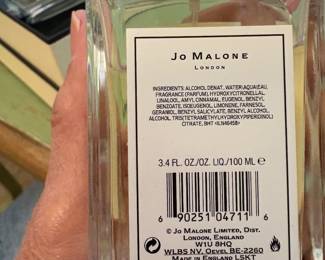 JO MALONE
LONDON
INGREDIENTS: ALCOHOL DENAT., WATER\AQUA\EAU,
FRAGRANCE (PARFUM), HYDROXYCITRONELLAL,
LINALOOL, AMYL CINNAMAL, EUGENOL, BENZYL
BENZOATE, ISOEUGENOL, LIMONENE, FARNESOL,
GERANIOL, BENZYL SALICYLATE, BENZYL ALCOHOL,
ALCOHOL, TRIS(TETRAMETHYLHYDROXYPIPERIDINOL)
CITRATE, BHT <ILN46458>
3.4 FL. OZ./OZ. LIQ./100 ML ℮
6 90251 04711 6
© JO MALONE LIMITED, DIST.
LONDON, ENGLAND
W1U 8HQ
WLBS NV, OEVEL BE-2260
MADE IN ENGLAND L5KT